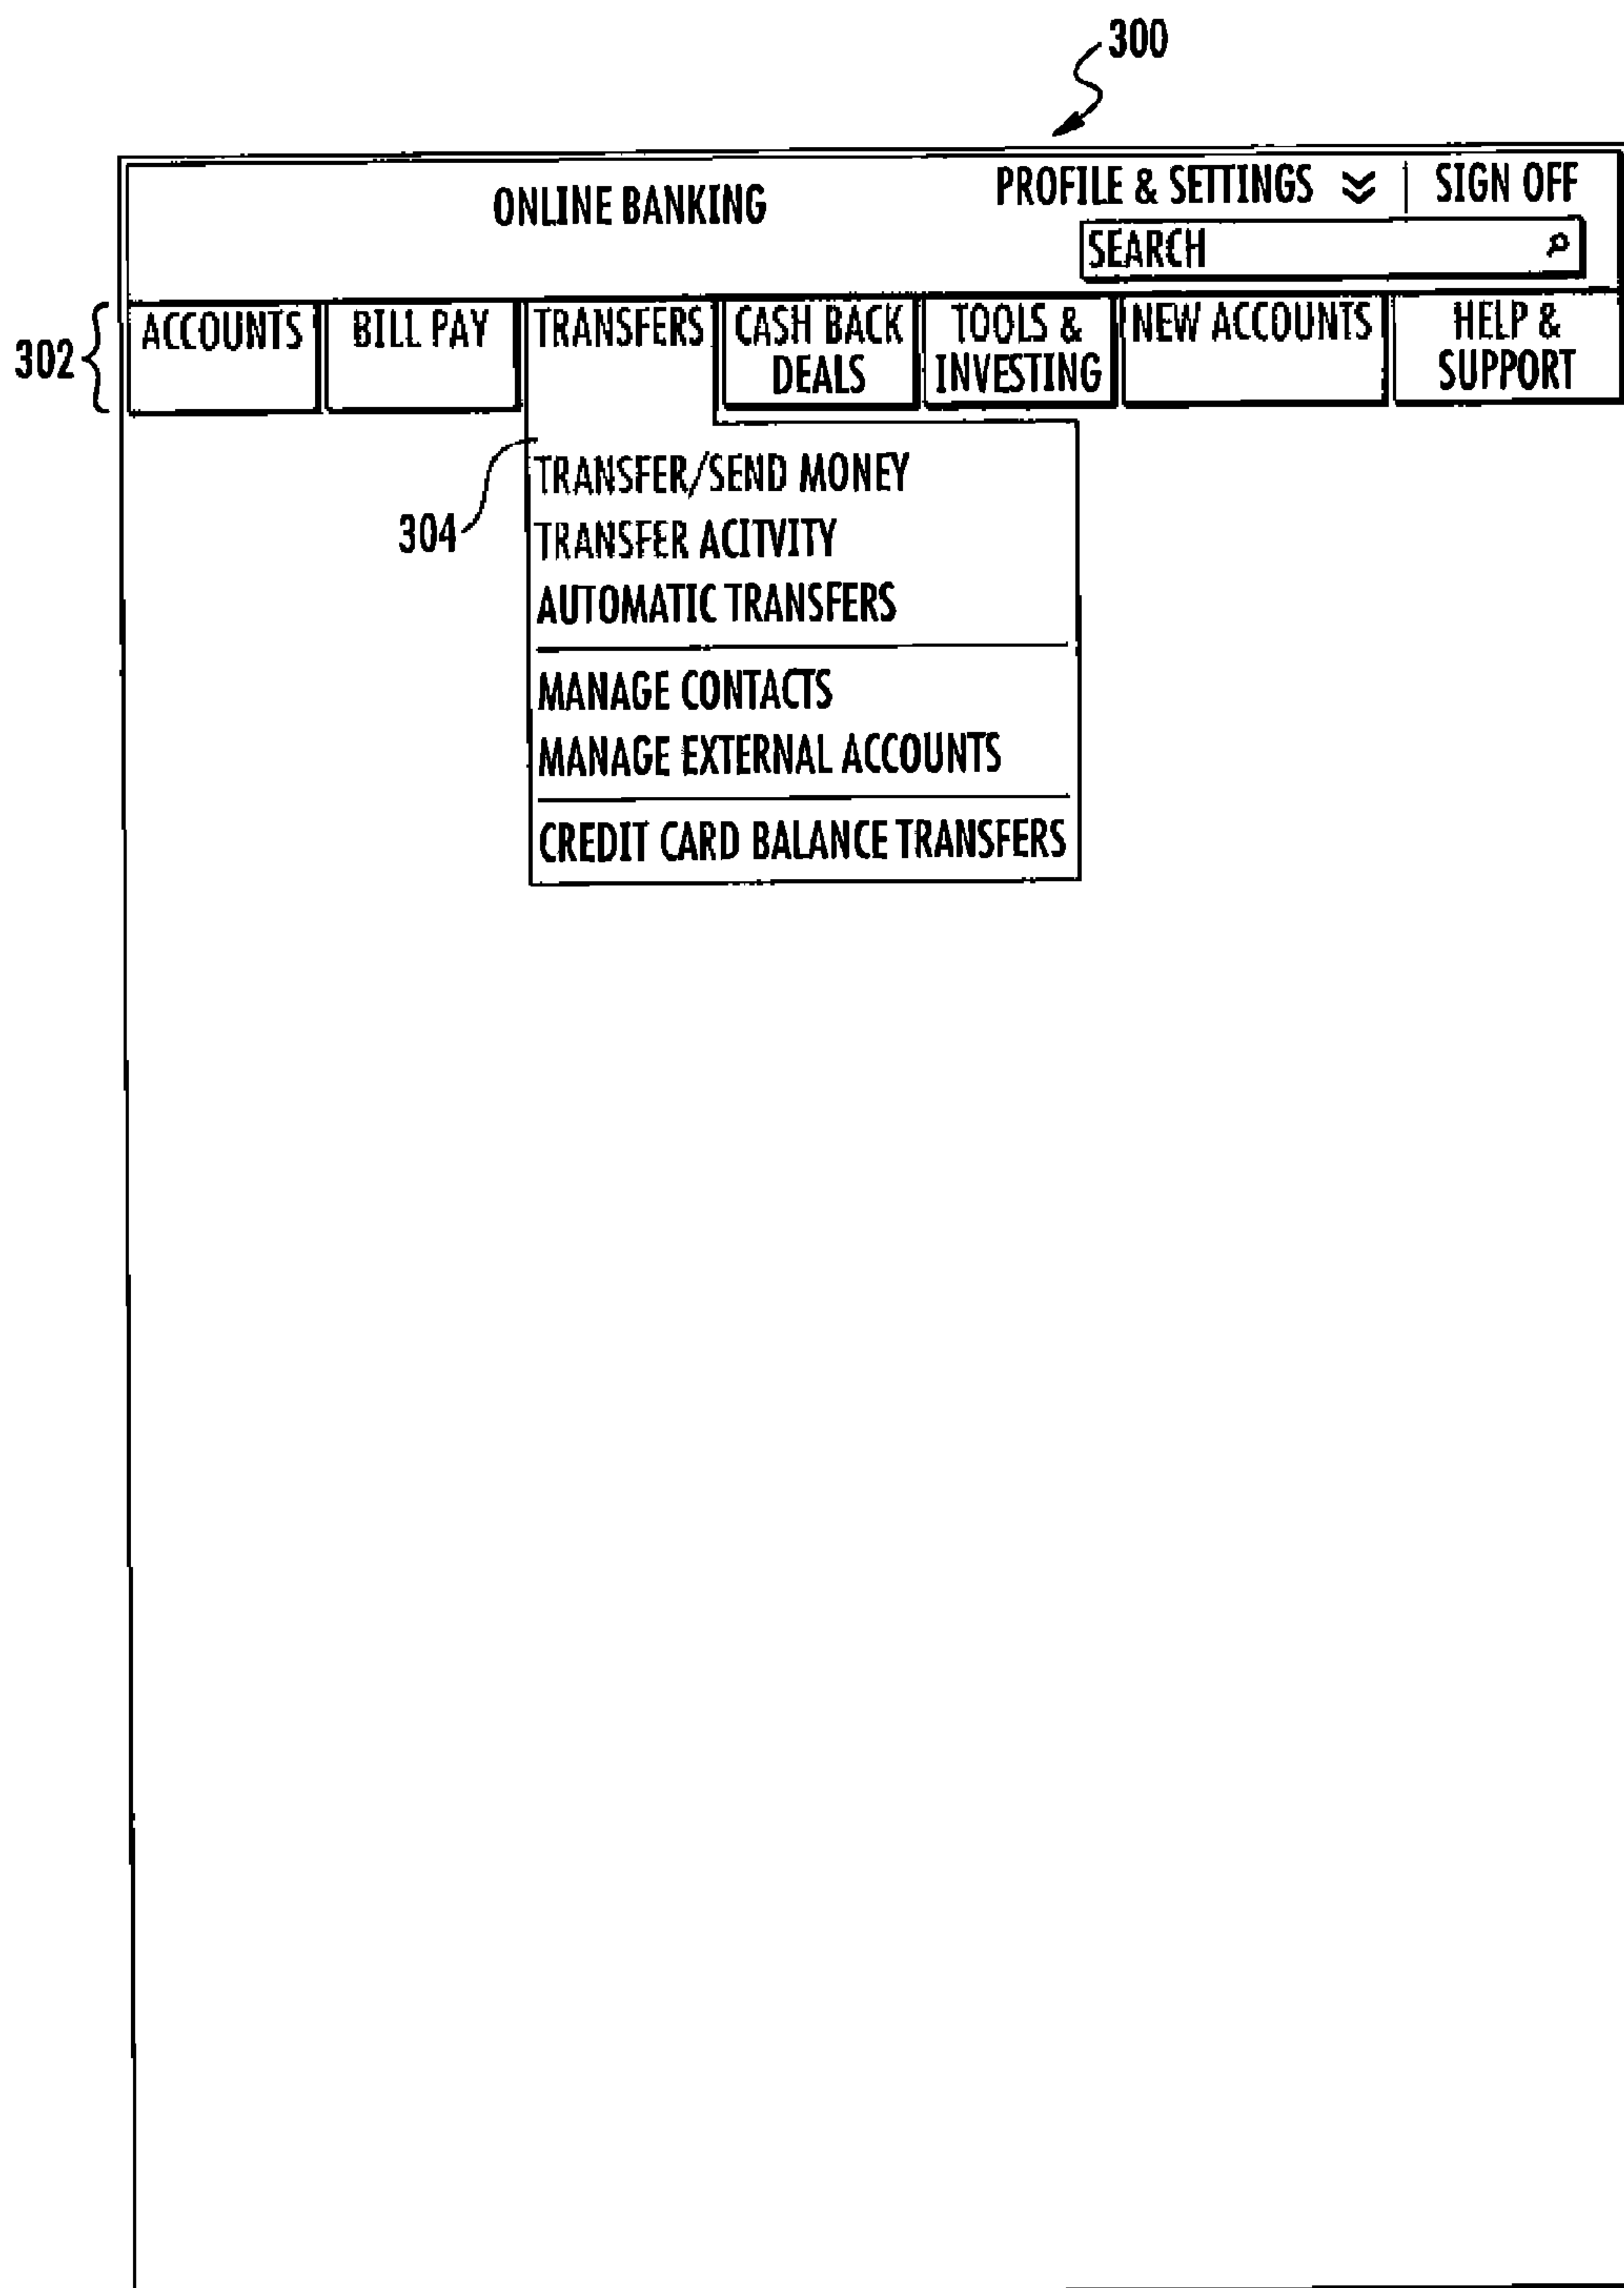 300
ONLINE BANKING
PROFILE & SETTINGS
SIGN OFF
SEARCH
302
ACCOUNTS
BILL PAY
TRANSFERS
CASH BACK
DEALS
TOOLS &
INVESTING
NEW ACCOUNTS
HELP &
SUPPORT
304
TRANSFER/SEND MONEY
TRANSFER ACITVITY
AUTOMATIC TRANSFERS
MANAGE CONTACTS
MANAGE EXTERNAL ACCOUNTS
CREDIT CARD BALANCE TRANSFERS